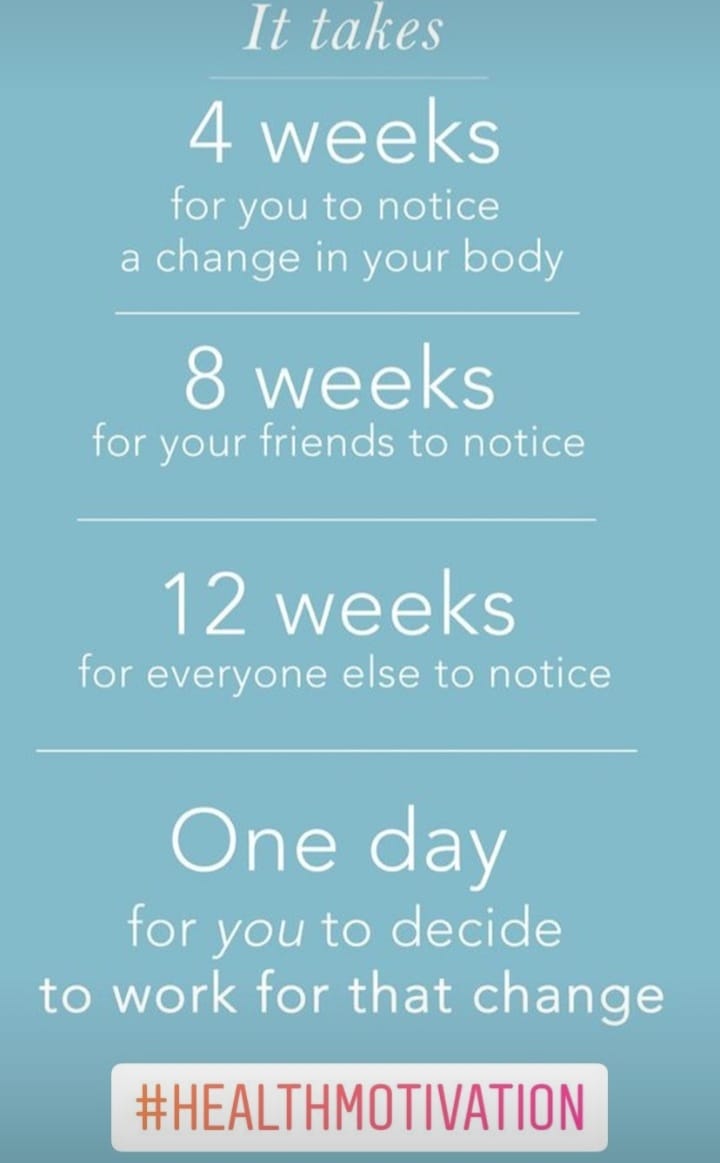 It takes
4 weeks
for you to notice
a change in your body
8 weeks
for your friends to notice
12 weeks
for everyone else to notice
One day
for you to decide
to work for that change
#HEALTHMOTIVATION